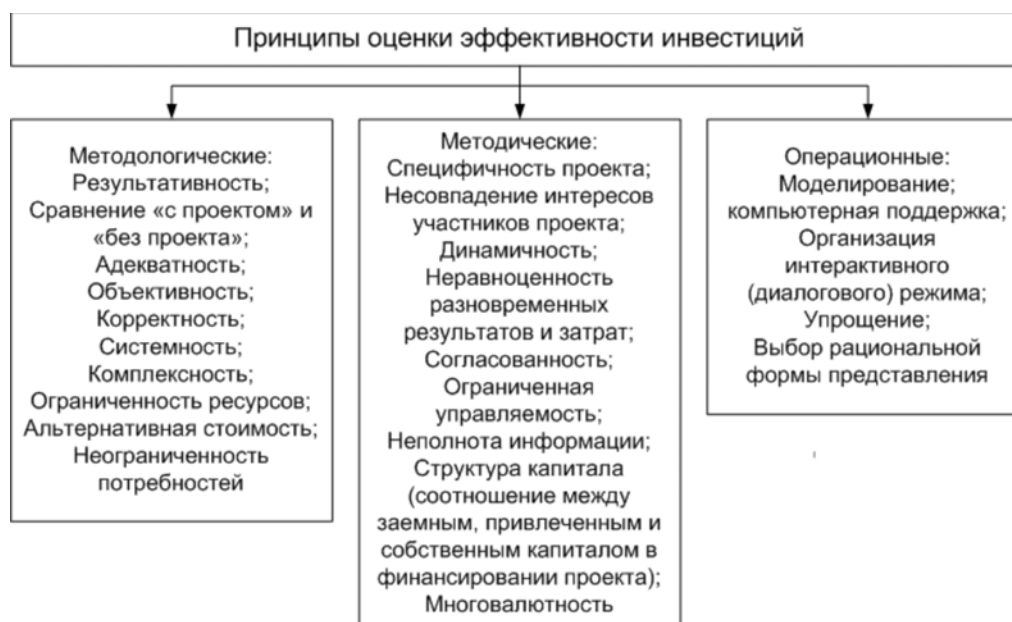 Принципы оценки эффективности инвестиций
Методологические:
Результативность;
Сравнение «с проектом» и
«без проекта»;
Адекватность;
Объективность;
Корректность;
Системность;
Комплексность;
Ограниченность ресурсов;
Альтернативная стоимость;
Неограниченность
потребностей
Методические:
Специфичность проекта;
Несовпадение интересов
участников проекта;
Динамичность;
Неравноценность
разновременных
результатов и затрат;
Согласованность;
Ограниченная
управляемость;
Неполнота информации;
Структура капитала
(соотношение между
заемным, привлеченным и
собственным капиталом в
финансировании проекта);
Многовалютность
Операционные:
Моделирование;
компьютерная поддержка;
Организация
интерактивного
(диалогового) режима;
Упрощение;
Выбор рациональной
формы представления